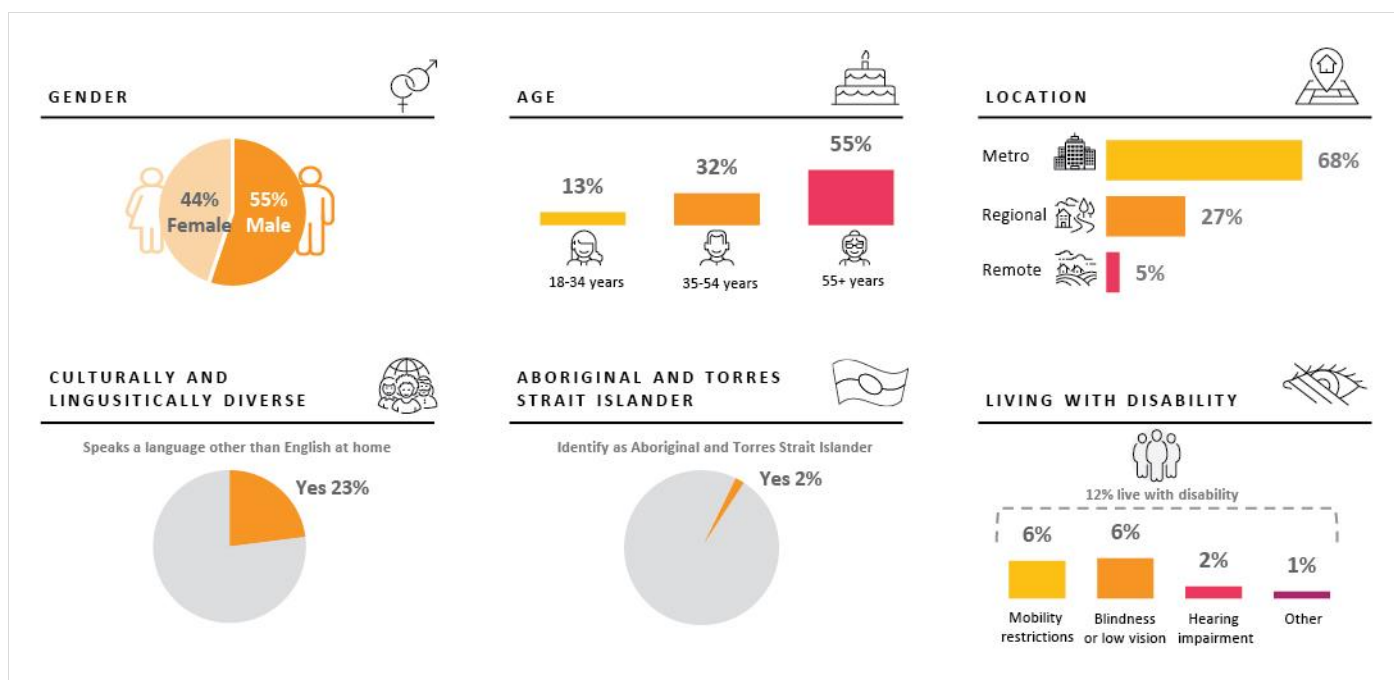 GENDER
44%
Female
55%
Male
AGE
13%
32%
55%
18-34 years
35-54 years
55+ years
LOCATION
Metro
68%
Regional
27%
Remote
5%
CULTURALLY AND
LINGUSITICALLY DIVERSE
Speaks a language other than English at home
Yes 23%
ABORIGINAL AND TORRES
STRAIT ISLANDER
Identify as Aboriginal and Torres Strait Islander
Yes 2%
LIVING WITH DISABILITY
12% live with disability
6%
6%
2%
1%
Mobility
restrictions
Blindness
or low vision
Hearing
impairment
Other